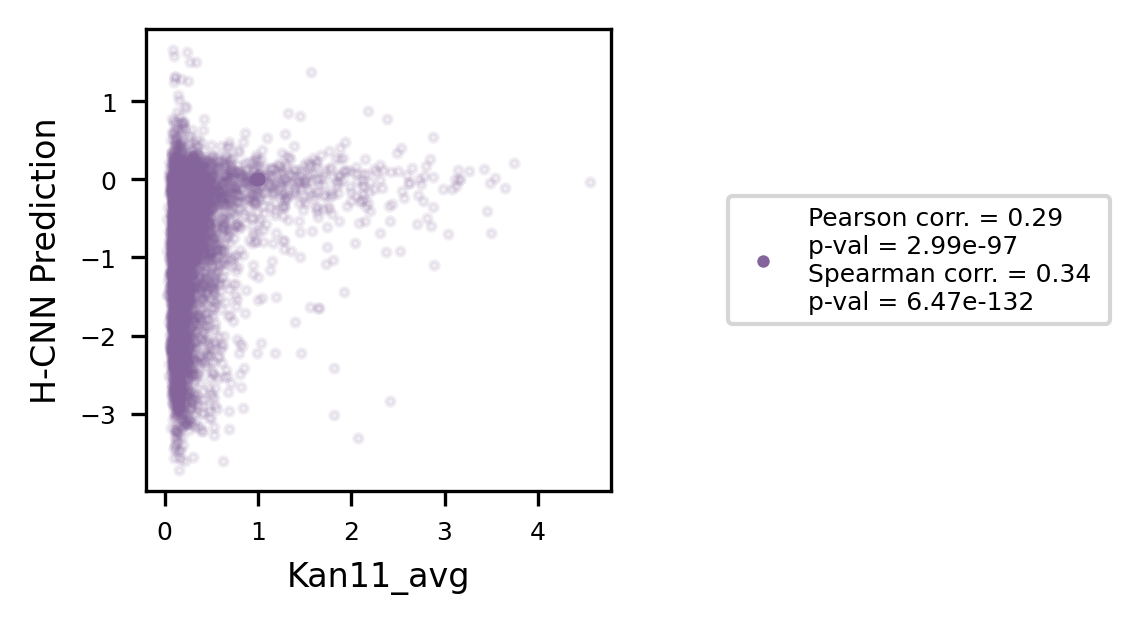 H-CNN Prediction
1
0
−1
−2
−3
0 1 2 3 4
Kan11_avg
Pearson corr. = 0.29
p-val = 2.99e-97
Spearman corr. = 0.34
p-val = 6.47e-132